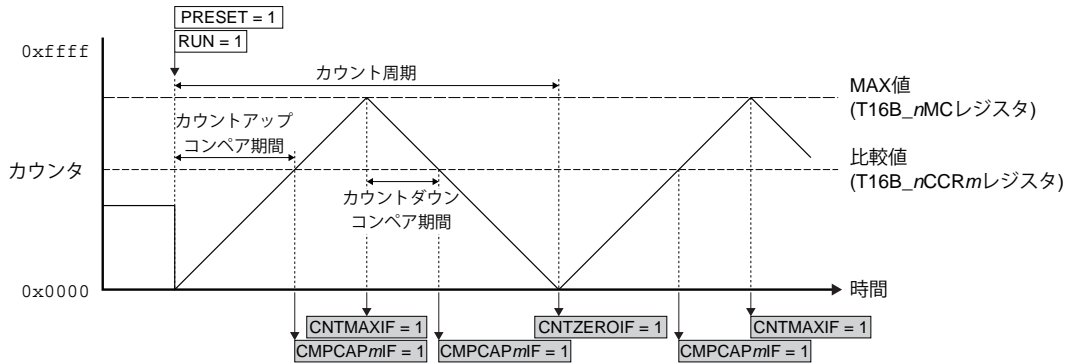 PRESET = 1
RUN = 1
0xffff
カウント周期
MAX値
(T16B_nMCレジスタ)
カウントアップ
コンペア期間
カウンタ
比較値
(T16B_nCCRmレジスタ)
カウントダウン
コンペア期間
0x0000
時間
CNTMAXIF = 1
CNTZEROIF = 1
CNTMAXIF = 1
CMPCAPmIF = 1
CMPCAPmIF = 1
CMPCAPmIF = 1